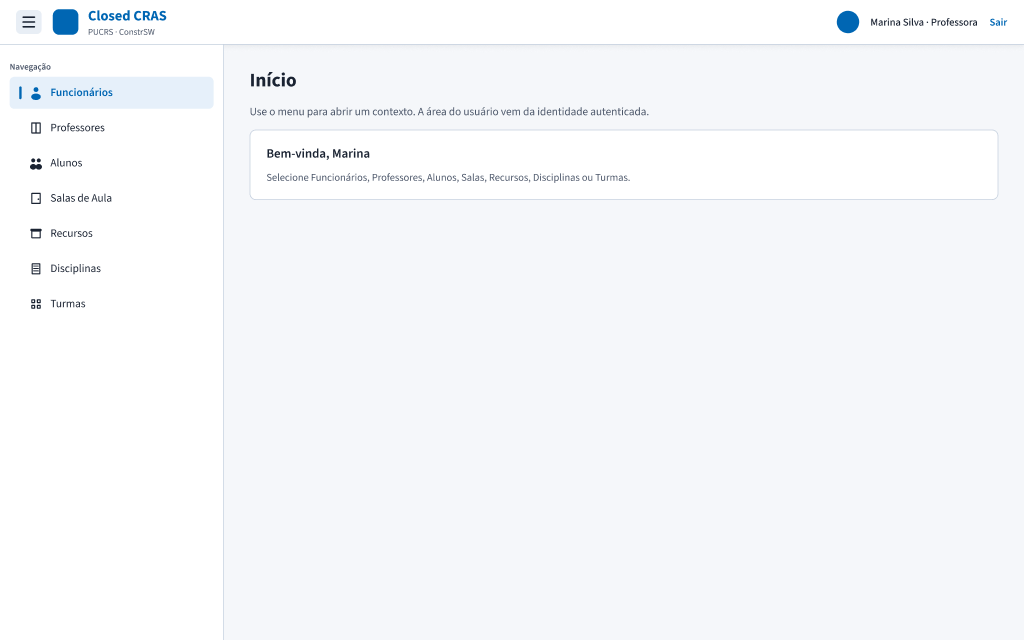 Closed CRAS
PUCRS · ConstrSW
Marina Silva · Professora
Sair
Navegação
Funcionários
Professores
Alunos
Salas de Aula
Recursos
Disciplinas
Turmas
Início
Use o menu para abrir um contexto. A área do usuário vem da identidade autenticada.
Bem-vinda, Marina
Selecione Funcionários, Professores, Alunos, Salas, Recursos, Disciplinas ou Turmas.